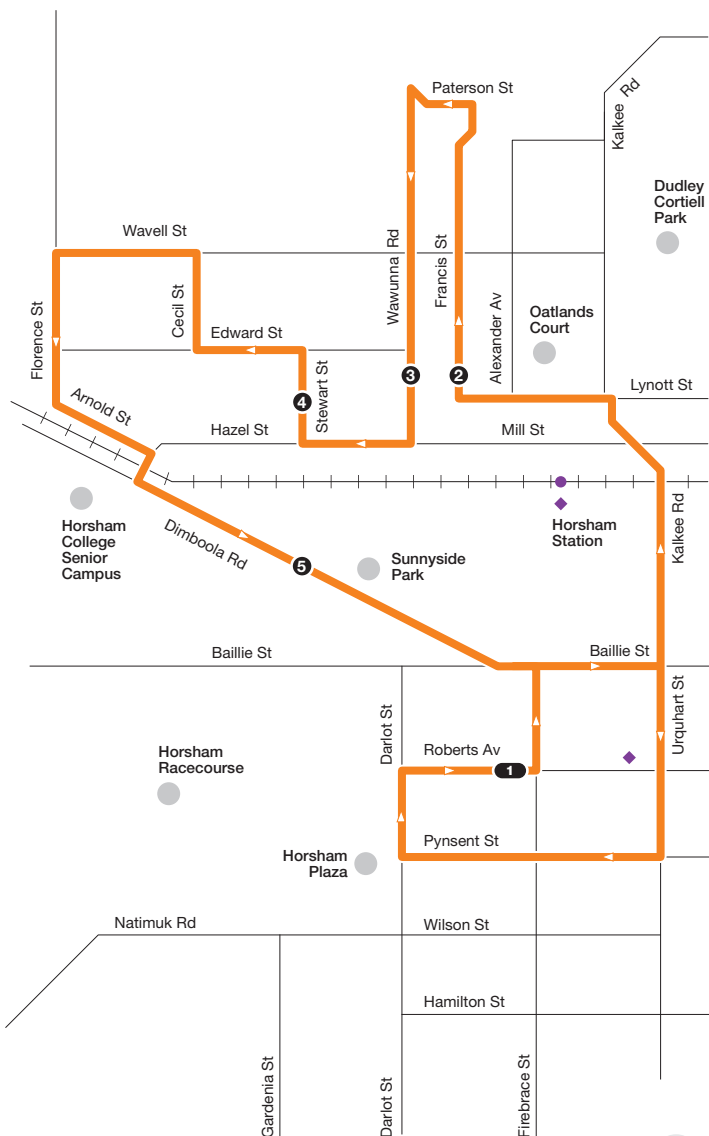 Paterson St
Kalkee Rd
Dudley
Cortiell
Park
Wavell St
Wawunna Rd
Francis St
Cecil St
Florence St
Edward St
Alexander Av
Oatlands
Court
Stewart St
3
2
4
Lynott St
Arnold St
Hazel St
Mill St
Horsham
College
Senior
Campus
Dimboola Rd
Horsham
Station
Kalkee Rd
5
Sunnyside
Park
Baillie St
Baillie St
Darlot St
Urquhart St
Horsham
Racecourse
Roberts Av
1
Horsham
Plaza
Pynsent St
Natimuk Rd
Wilson St
Hamilton St
Gardenia St
Darlot St
Firebrace St